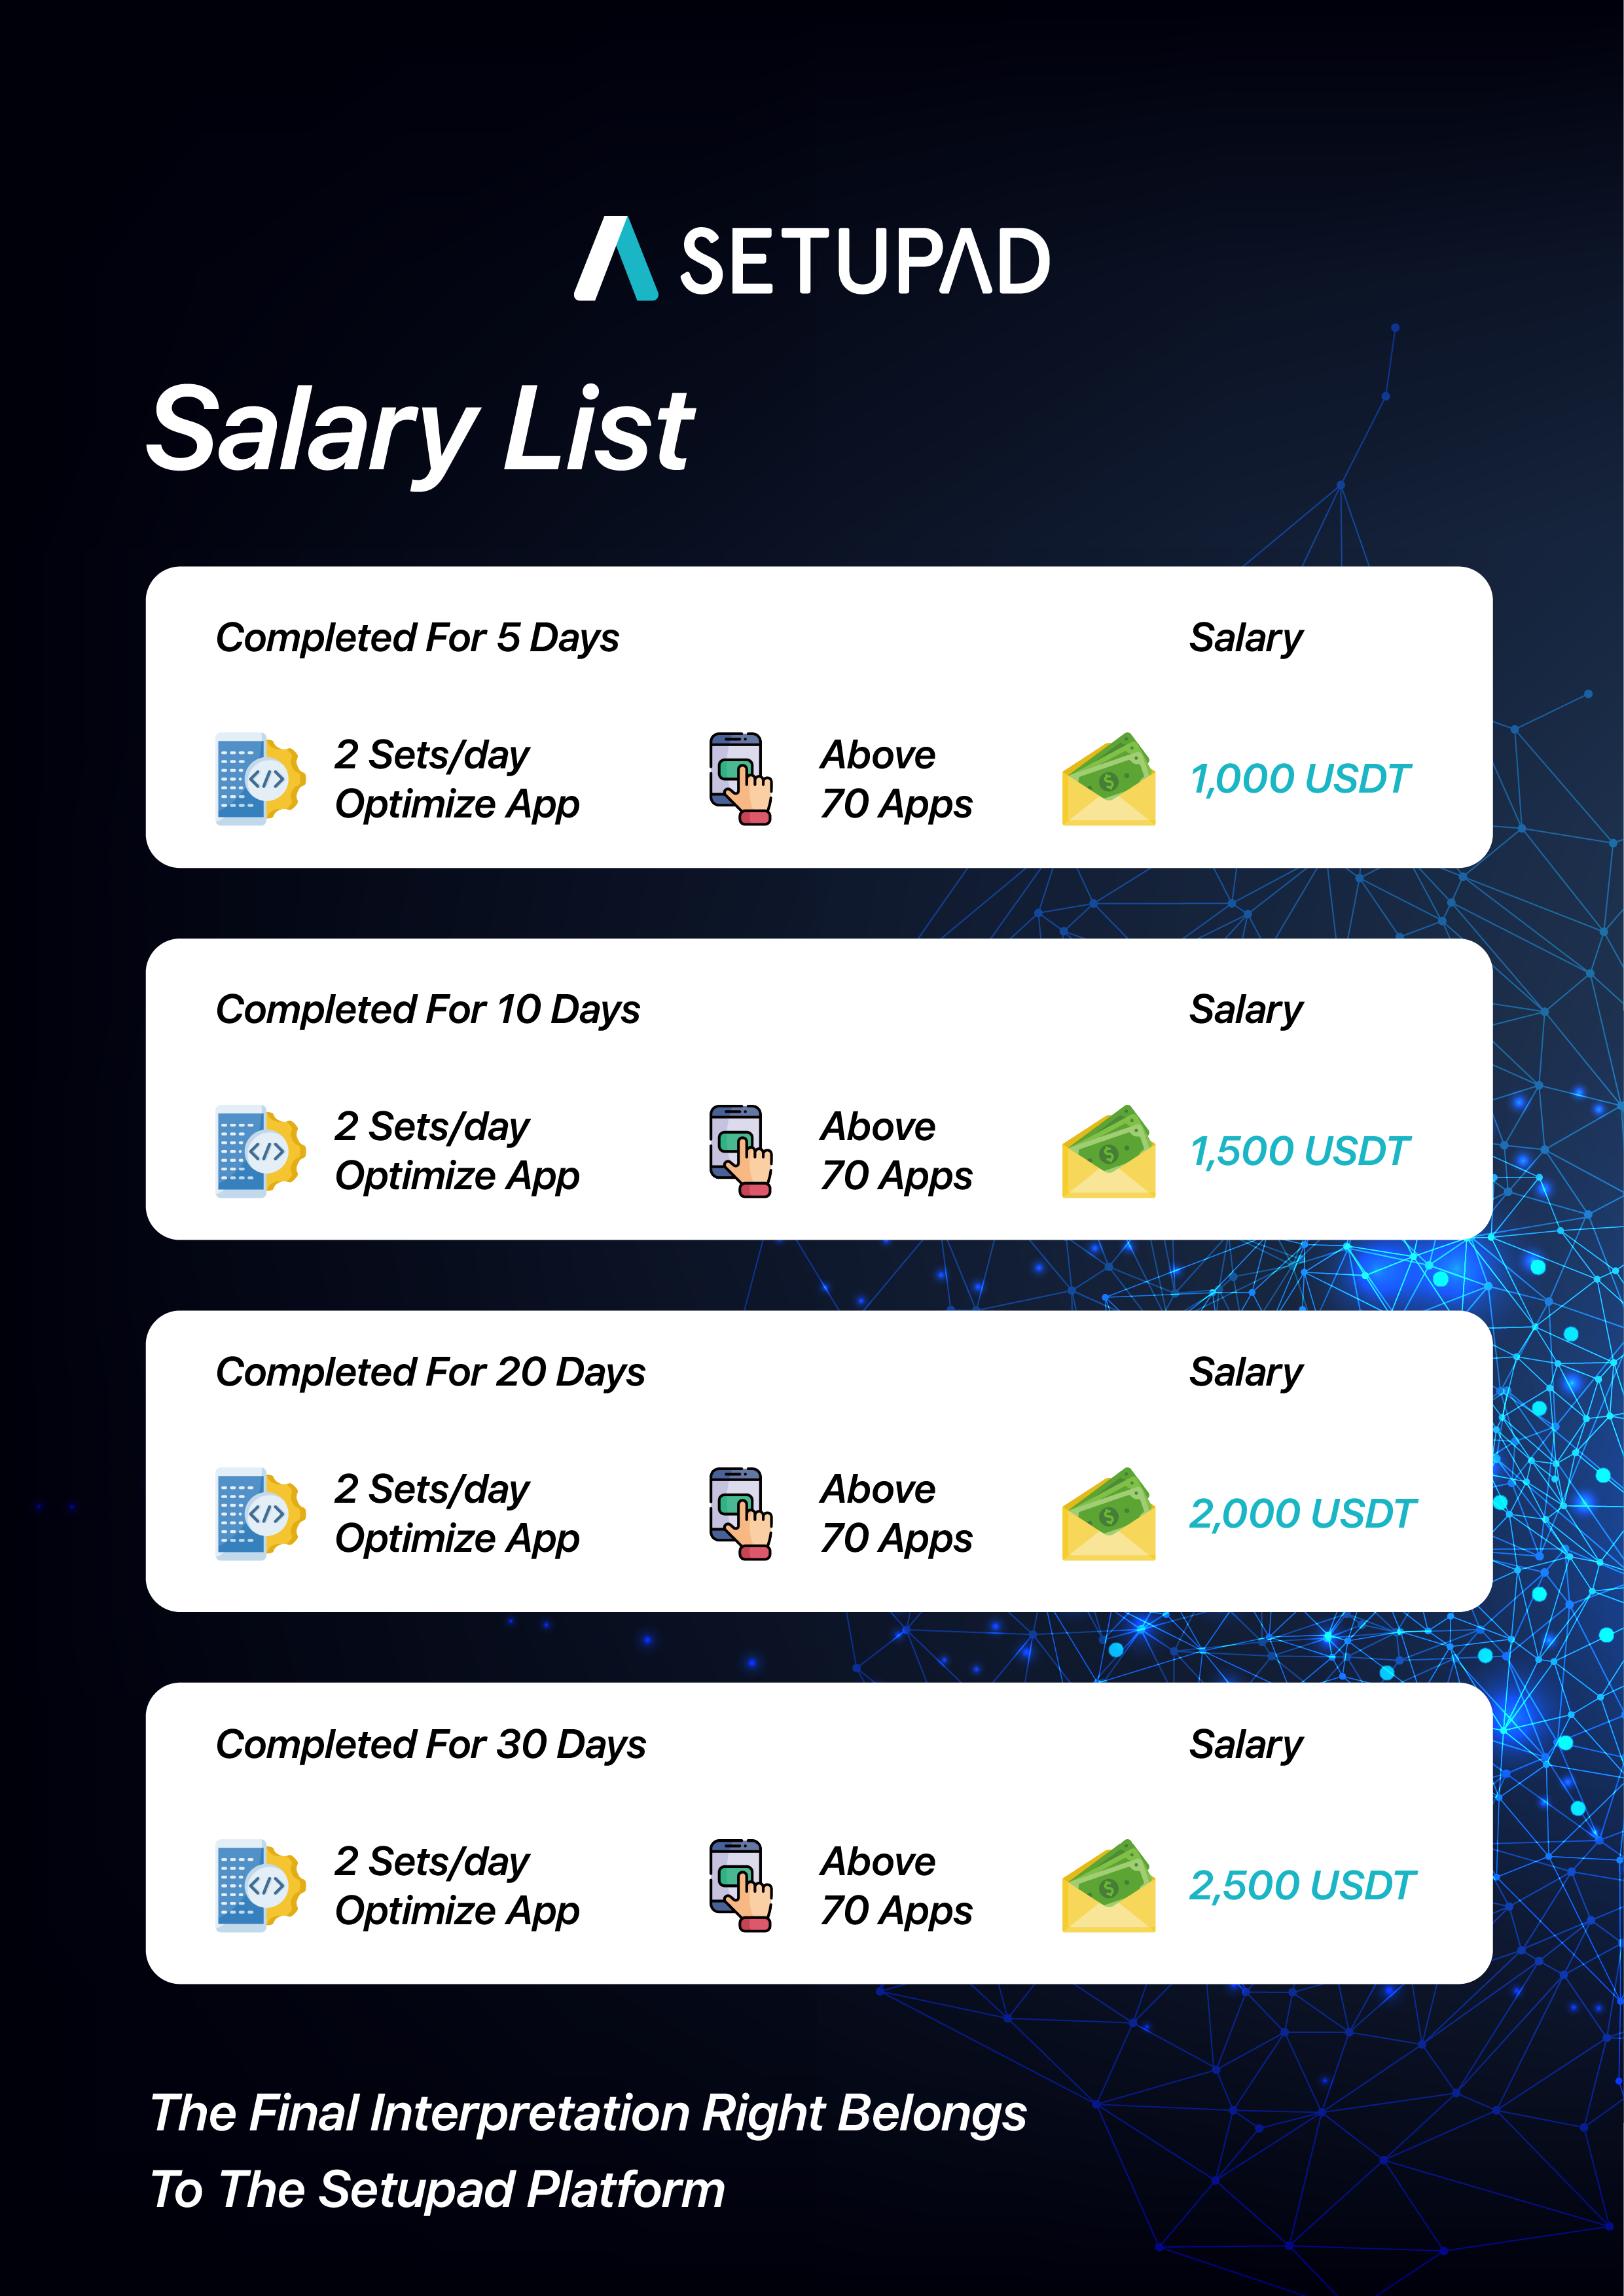 SETUPAD
Salary List
Completed For 5 Days
Salary
2 Sets/day
Optimize App
Above
70 Apps
1,000 USDT
Completed For 10 Days
Salary
2 Sets/day
Optimize App
Above
70 Apps
1,500 USDT
Completed For 20 Days
Salary
2 Sets/day
Optimize App
Above
70 Apps
2,000 USDT
Completed For 30 Days
Salary
2 Sets/day
Optimize App
Above
70 Apps
2,500 USDT
The Final Interpretation Right Belongs
To The Setupad Platform